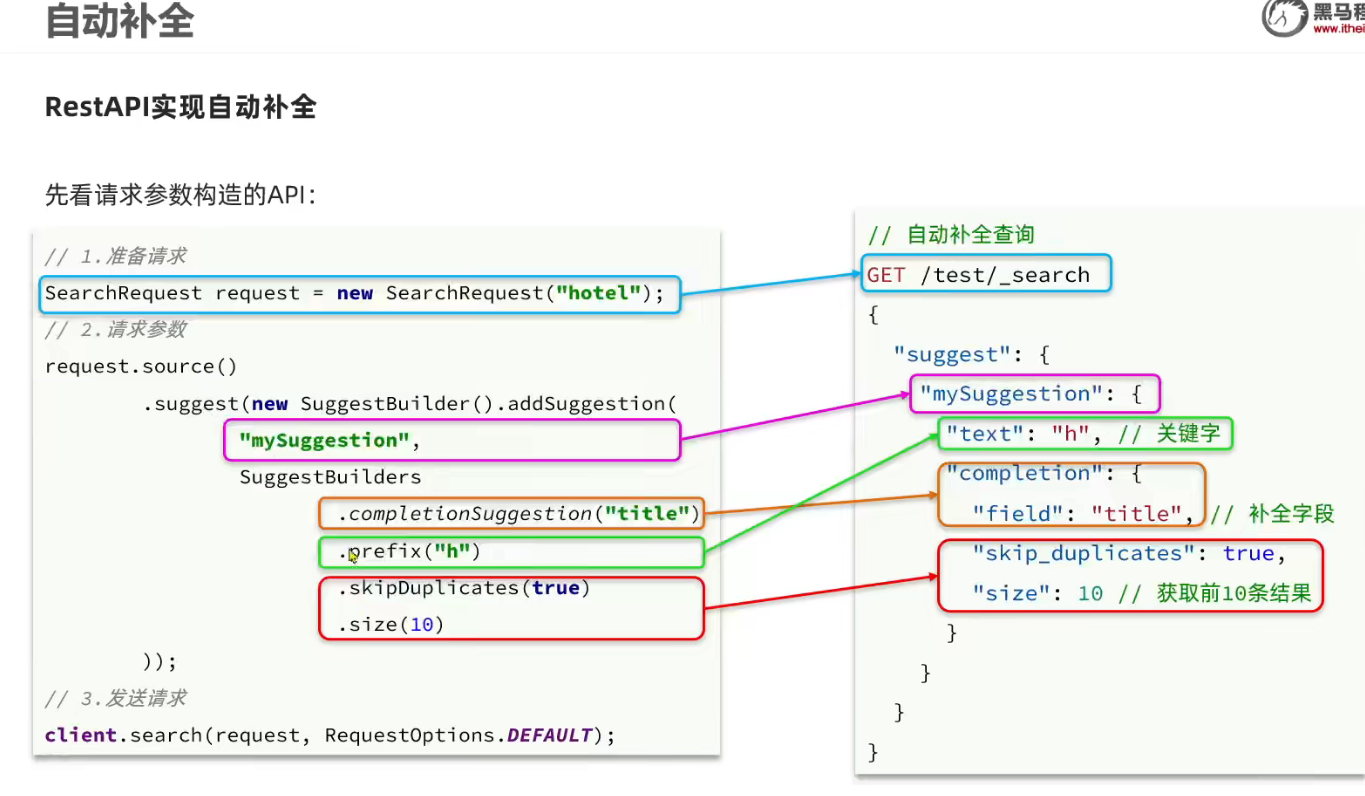 自动补全
黑马程
www.ithei
RestAPI实现自动补全
先看请求参数构造的API：
// 1.准备请求
SearchRequest request = new SearchRequest("hotel");
// 2.请求参数
request.source()
.suggest(new SuggestBuilder().addSuggestion(
"mySuggestion",
SuggestBuilders
.completionSuggestion("title")
.prefix("h")
.skipDuplicates(true)
.size(10)
));
// 3.发送请求
client.search(request, RequestOptions.DEFAULT);
// 自动补全查询
GET /test/_search
{
"suggest": {
"mySuggestion": {
"text": "h", // 关键字
"completion": {
"field": "title", // 补全字段
"skip_duplicates": true,
"size": 10 // 获取前10条结果
}
}
}
}